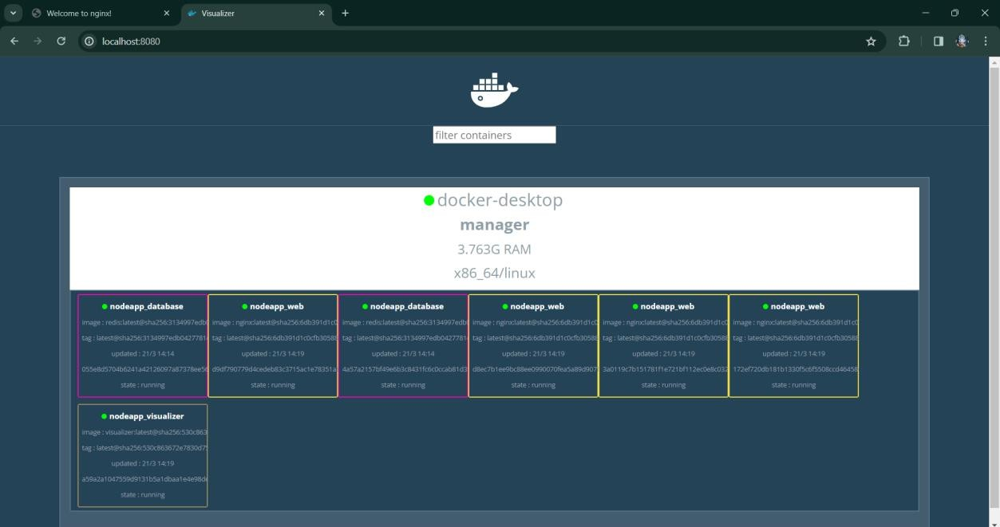 Welcome to nginx!
Visualizer
localhost:8080
filter containers
docker-desktop
manager
3.763G RAM
x86_64/linux
nodeapp_database
image : redis:latest@sha256:3134997edb
tag : latest@sha256:3134997edb0427781
updated : 21/3 14:14
055e8d5704b6241a42126097a87378ee56
state : running
nodeapp_web
image : nginx:latest@sha256:6db391d1c0
tag : latest@sha256:6db391d1c0cfb30588
updated : 21/3 14:19
d9df790779d4cedeb83c3715ac1e78351a
state : running
nodeapp_database
image : redis:latest@sha256:3134997edb
tag : latest@sha256:3134997edb0427781
updated : 21/3 14:14
4a57a2157bf49e6b3c8431fc6c0ccab81d3
state : running
nodeapp_web
image : nginx:latest@sha256:6db391d1c0
tag : latest@sha256:6db391d1c0cfb30588
updated : 21/3 14:19
d8ec7b1ee9bc88ee0990070fea5a89d907
state : running
nodeapp_web
image : nginx:latest@sha256:6db391d1c0
tag : latest@sha256:6db391d1c0cfb30588
updated : 21/3 14:19
3a0119c7b151781f1e721bf112ec0e8c032
state : running
nodeapp_web
image : nginx:latest@sha256:6db391d1c0
tag : latest@sha256:6db391d1c0cfb30588
updated : 21/3 14:19
172ef720db181b1330f5c6f5508ccd46458
state : running
nodeapp_visualizer
image : visualizer:latest@sha256:530c863
tag : latest@sha256:530c863672e7830d7
updated : 21/3 14:19
a59a2a1047559d9131b5a1dbaa1e4e98d
state : running